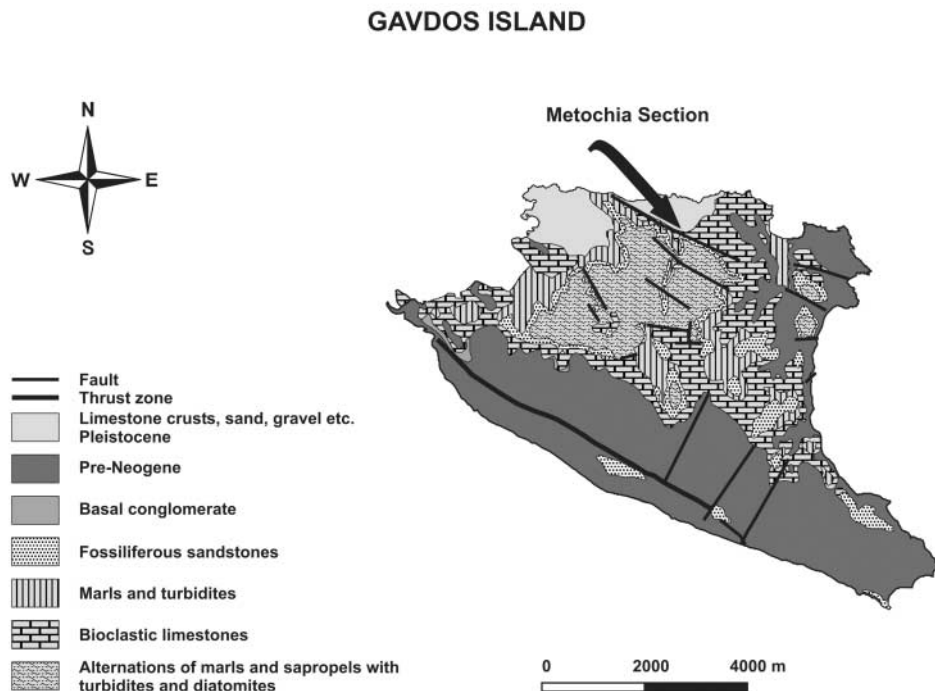 GAVDOS ISLAND
Metochia Section
N
W
E
S
Fault
Thrust zone
Limestone crusts, sand, gravel etc.
Pleistocene
Pre-Neogene
Basal conglomerate
Fossiliferous sandstones
Marls and turbidites
Bioclastic limestones
Alternations of marls and sapropels with
turbidites and diatomites
0 2000 4000 m